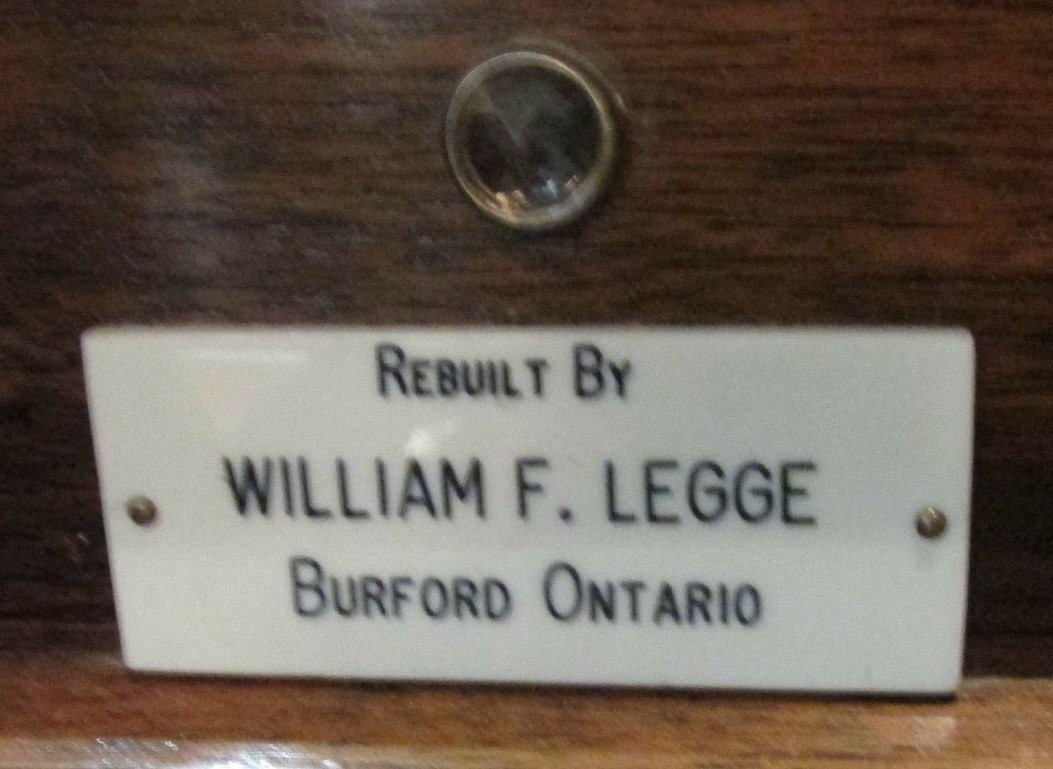 Rebuilt By
WILLIAM F. LEGGE
Burford Ontario